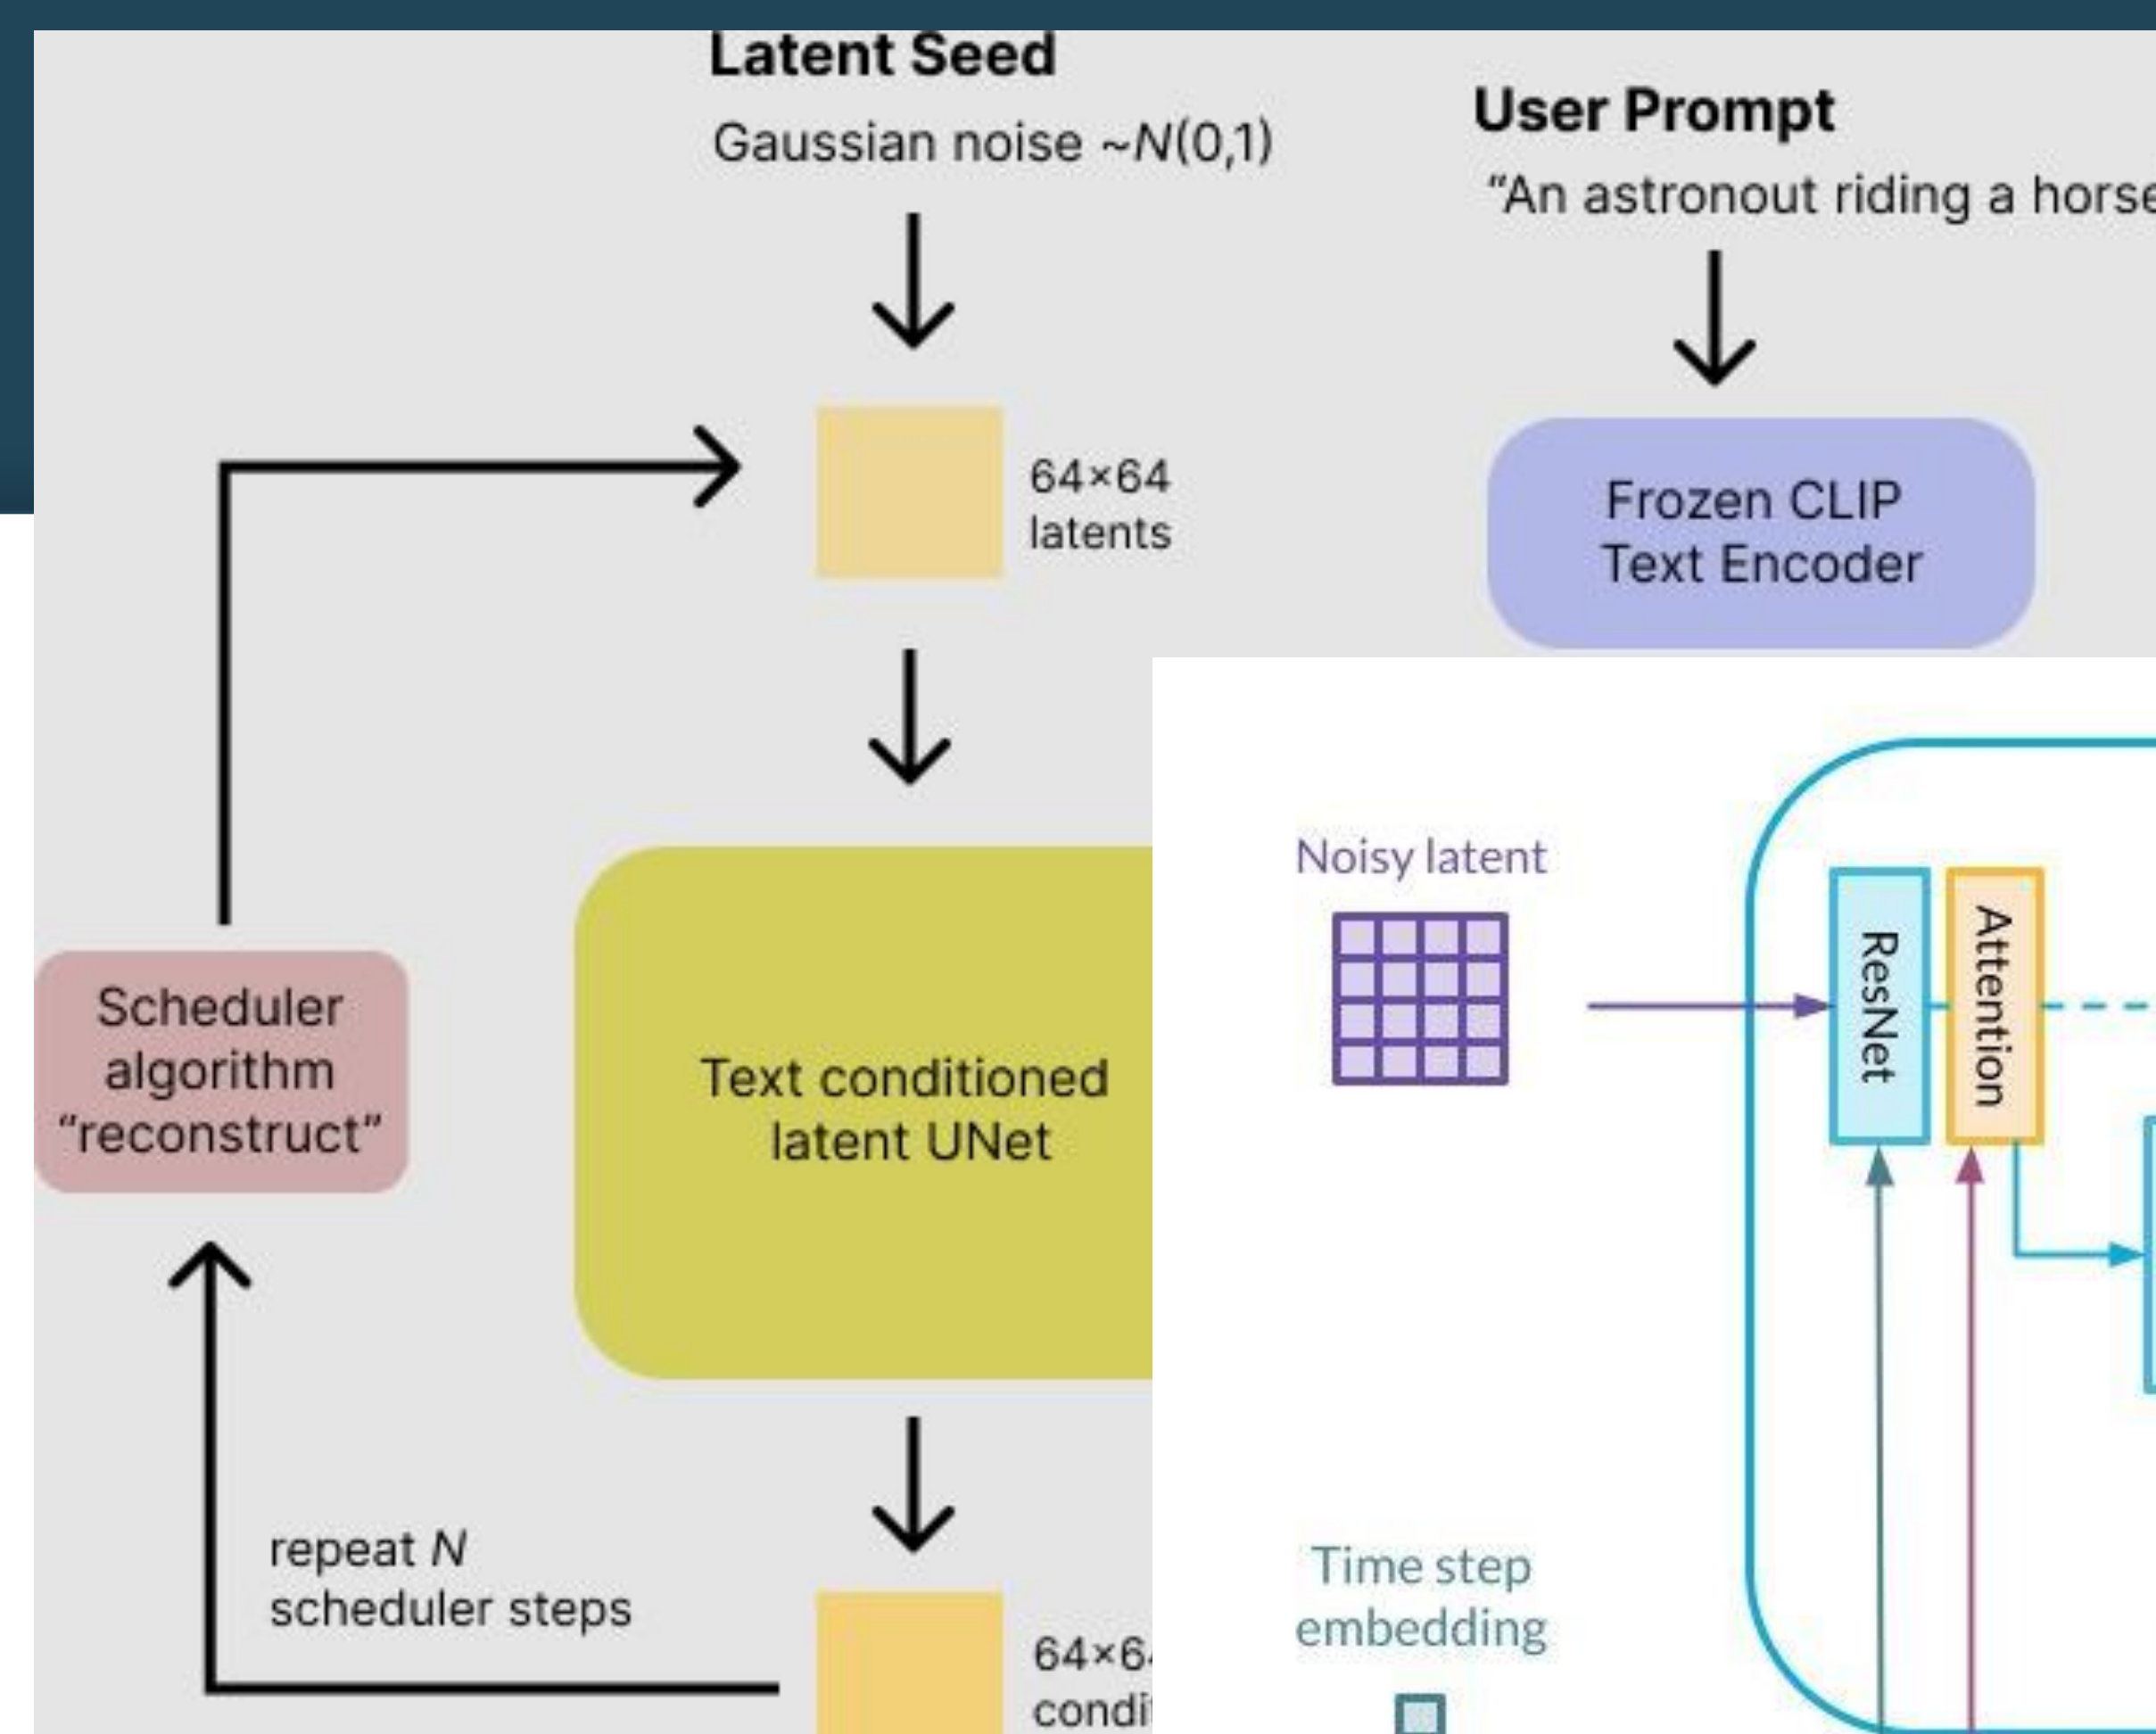 Latent Seed
Gaussian noise ~N(0,1)
User Prompt
“An astronout riding a horse
64×64
latents
Frozen CLIP
Text Encoder
Scheduler
algorithm
“reconstruct”
Text conditioned
latent UNet
repeat N
scheduler steps
Noisy latent
ResNet
Attention
Time step
embedding